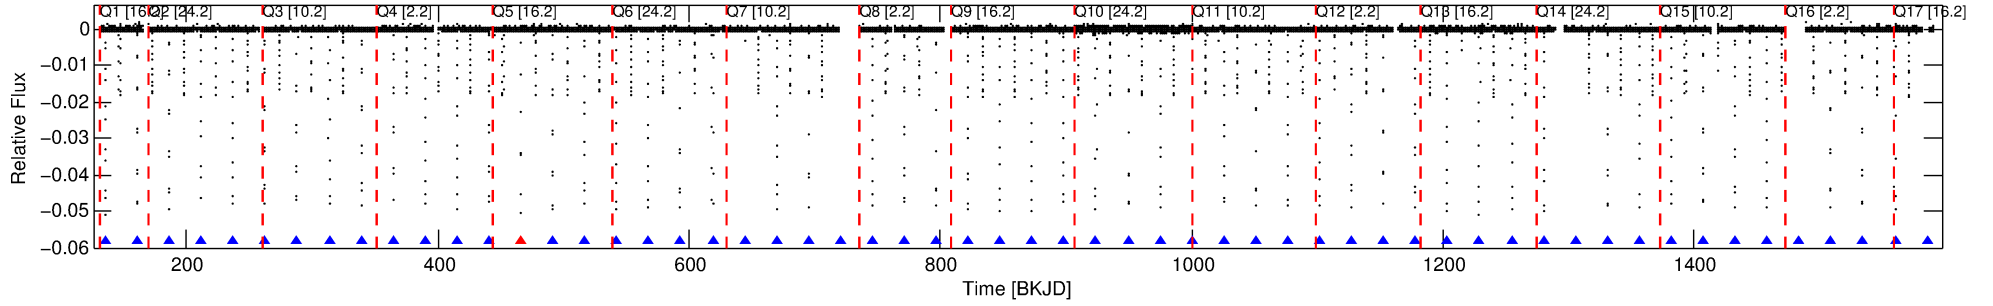 Q1 [16.2] Q2 [24.2] Q3 [10.2] Q4 [2.2] Q5 [16.2] Q6 [24.2] Q7 [10.2] Q8 [2.2] Q9 [16.2] Q10 [24.2] Q11 [10.2] Q12 [2.2] Q13 [16.2] Q14 [24.2] Q15 [10.2] Q16 [2.2] Q17 [16.2]
0
−0.01
−0.02
−0.03
−0.04
−0.05
−0.06
Relative Flux
200 400 600 800 1000 1200 1400
Time [BKJD]